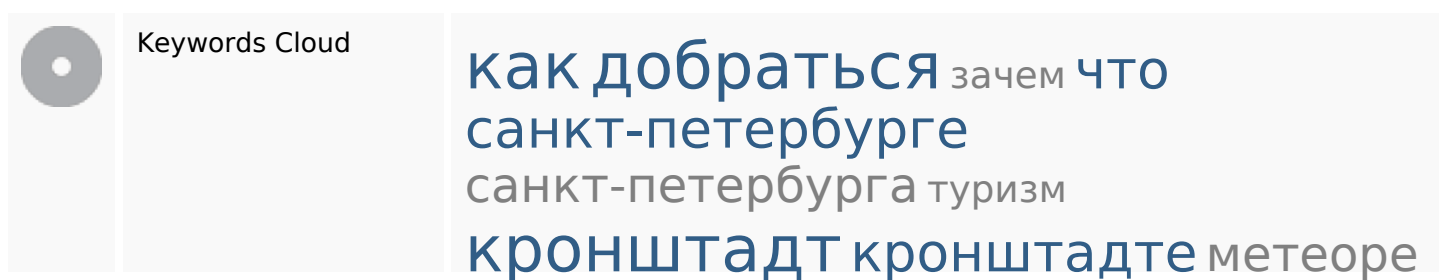 Keywords Cloud
как добраться зачем что
санкт-петербурге
санкт-петербурга туризм
кронштадт кронштадте метеоре